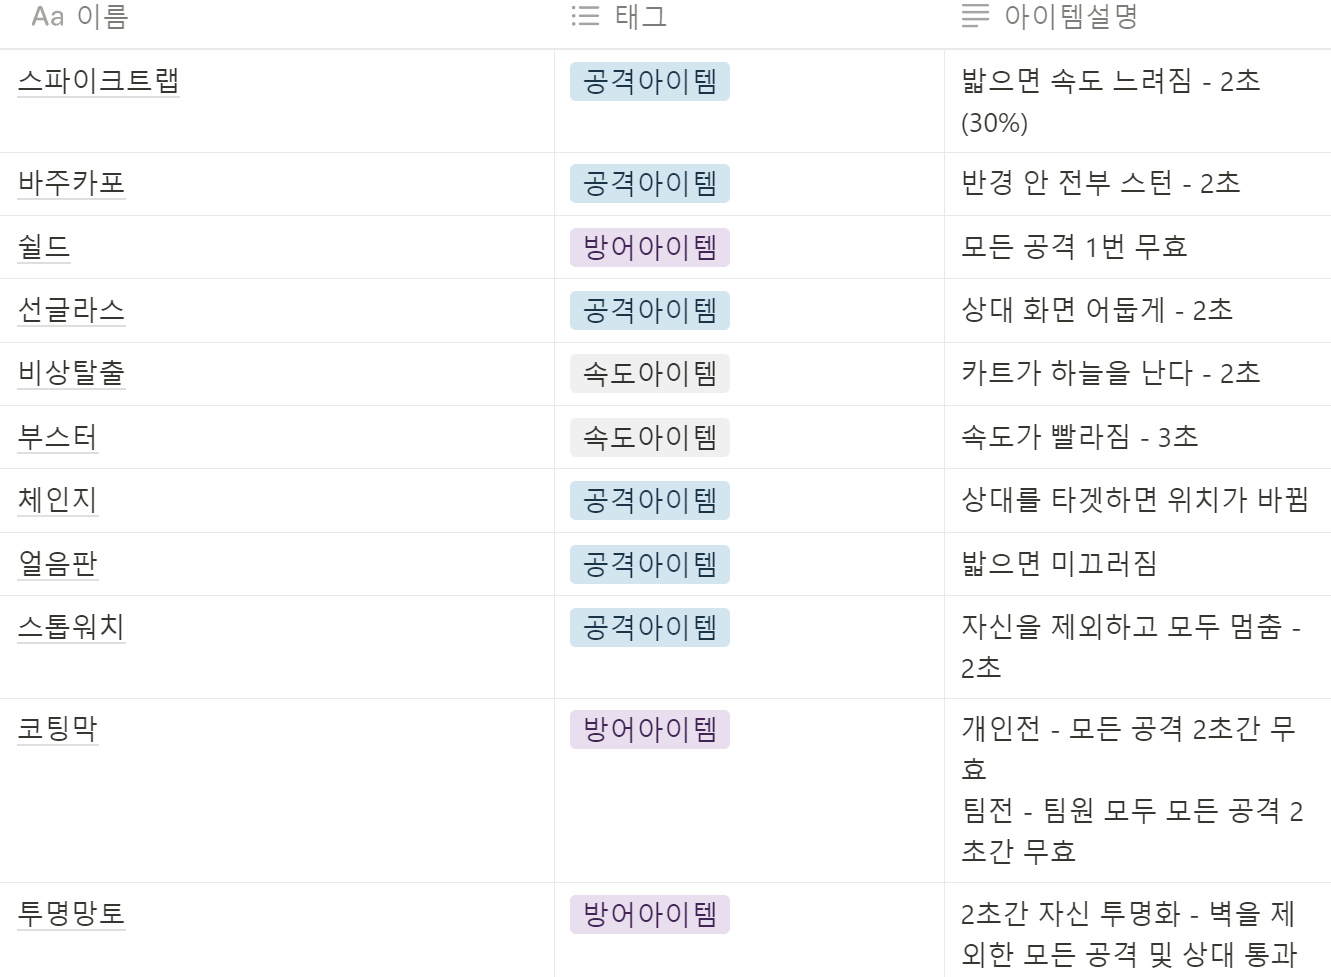 Aa 이름 태그 아이템설명
스파이크트랩 공격아이템 밟으면 속도 느려짐 - 2초
(30%)
바주카포 공격아이템 반경 안 전부 스턴 - 2초
쉴드 방어아이템 모든 공격 1번 무효
선글라스 공격아이템 상대 화면 어둡게 - 2초
비상탈출 속도아이템 카트가 하늘을 난다 - 2초
부스터 속도아이템 속도가 빨라짐 - 3초
체인지 공격아이템 상대를 타겟하면 위치가 바뀜
얼음판 공격아이템 밟으면 미끄러짐
스톱워치 공격아이템 자신을 제외하고 모두 멈춤 -
2초
코팅막 방어아이템 개인전 - 모든 공격 2초간 무
효
팀전 - 팀원 모두 모든 공격 2
초간 무효
투명망토 방어아이템 2초간 자신 투명화 - 벽을 제
외한 모든 공격 및 상대 통과